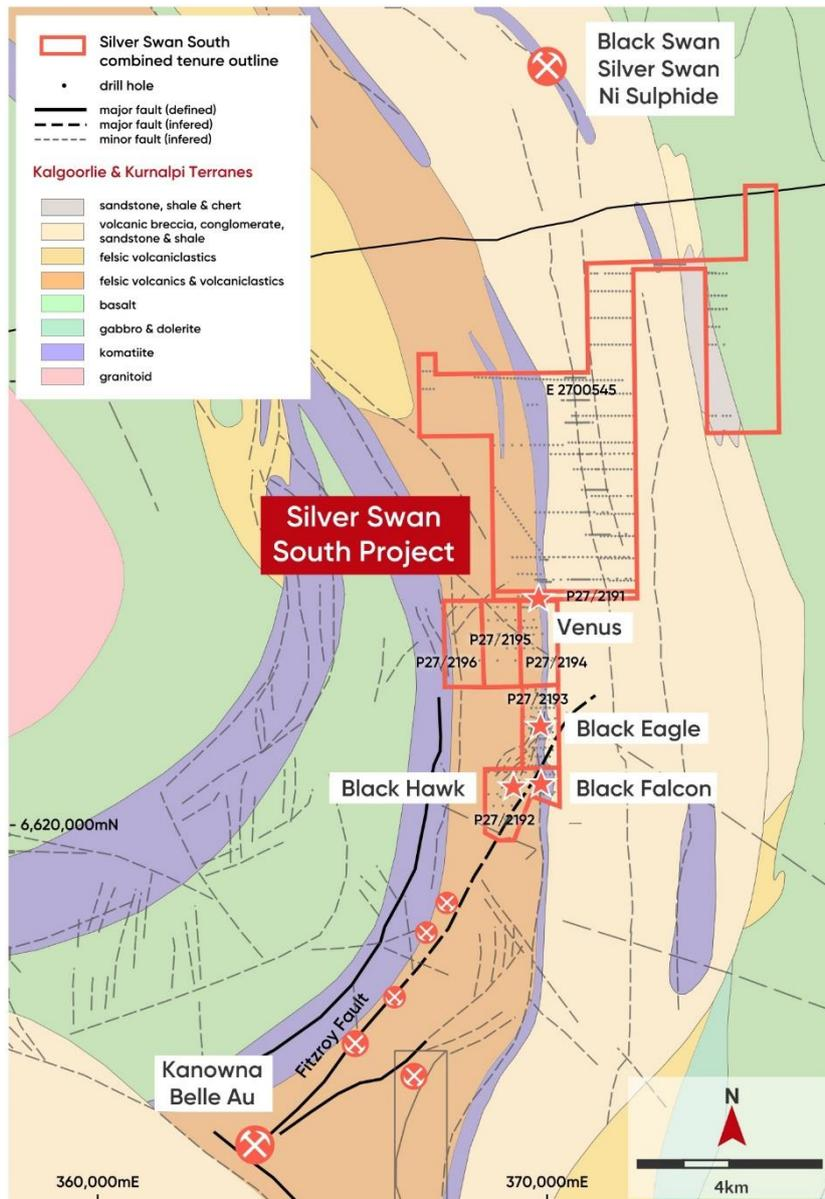 Silver Swan South
combined tenure outline
drill hole
major fault (defined)
major fault (infered)
minor fault (infered)
Kalgoorlie & Kurnalpi Terranes
sandstone, shale & chert
volcanic breccia, conglomerate,
sandstone & shale
felsic volcaniclastics
felsic volcanics & volcaniclastics
basalt
gabbro & dolerite
komatiite
granitoid
Black Swan
Silver Swan
Ni Sulphide
E 2700545
Silver Swan
South Project
P27/2191
Venus
P27/2195
P27/2196
P27/2194
P27/2193
Black Eagle
Black Hawk
Black Falcon
P27/2192
6,620,000mN
Fitzroy Fault
Kanowna
Belle Au
N
4km
360,000mE
370,000mE